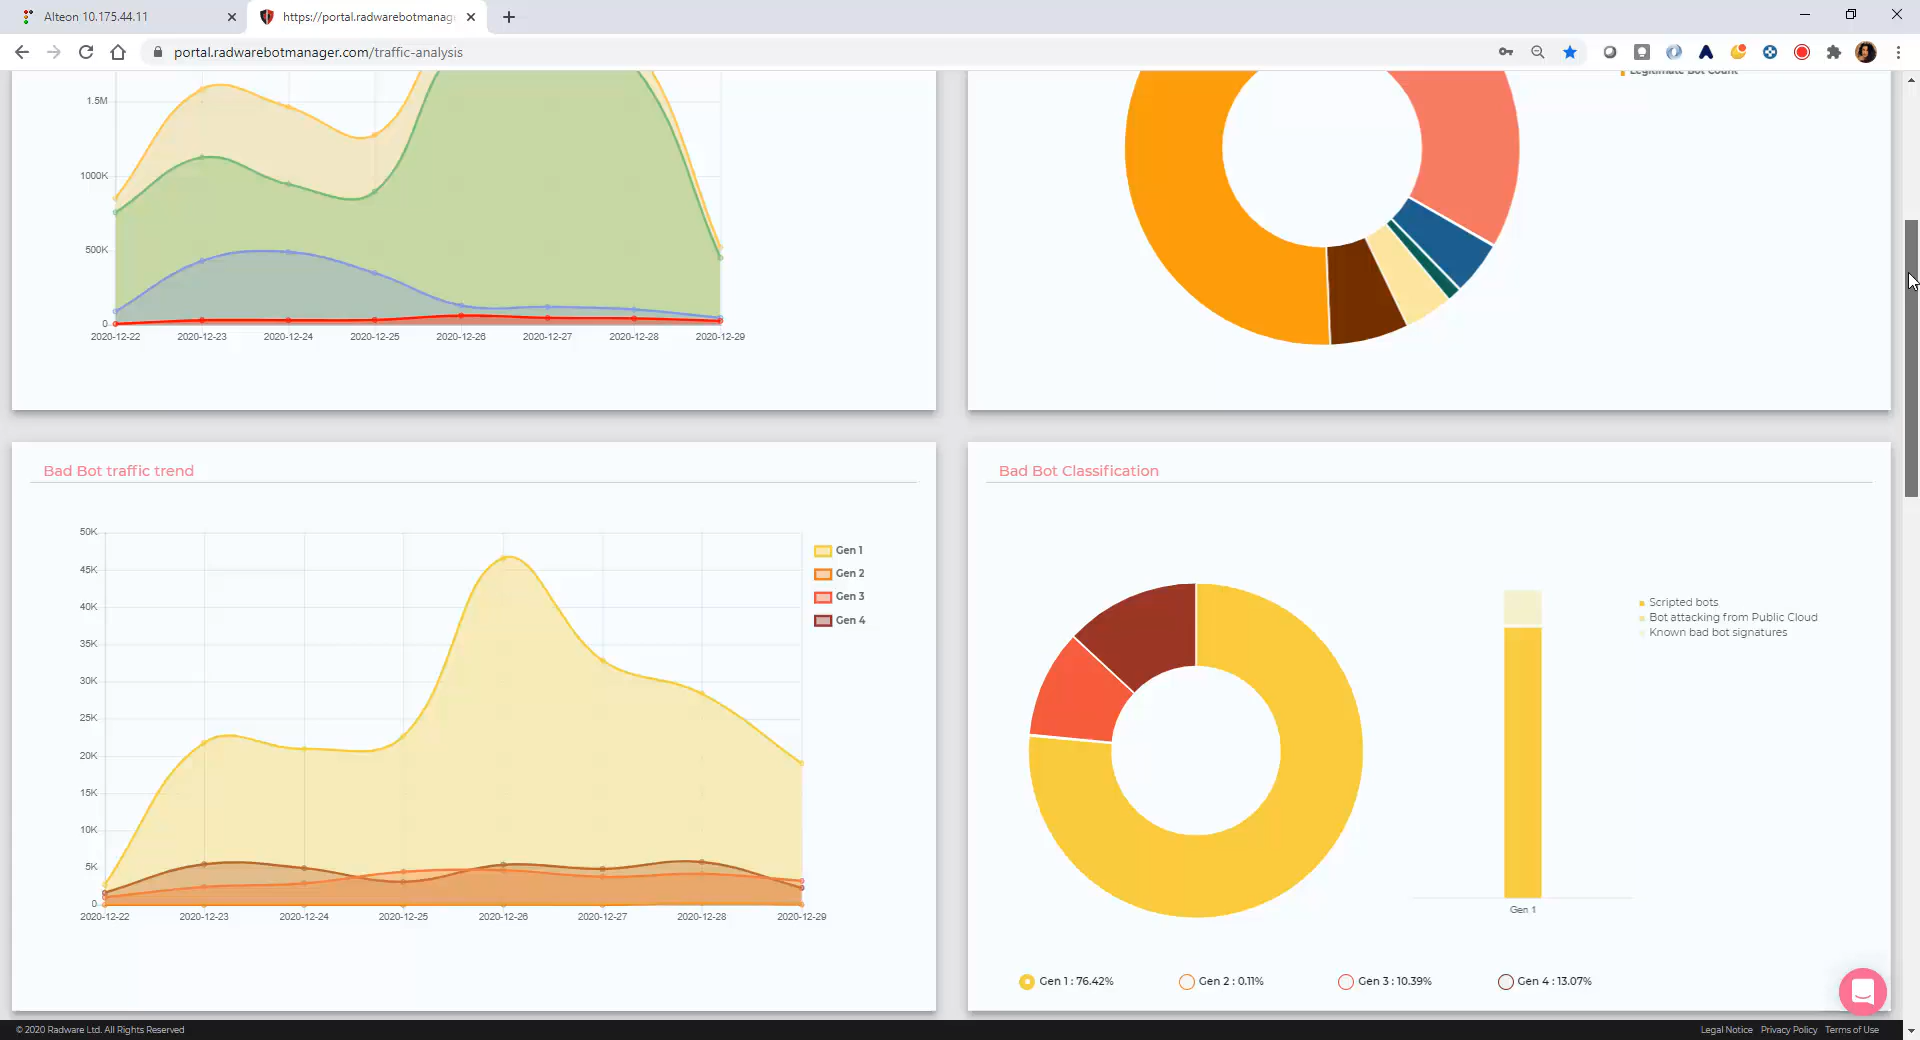 Alteon 10.175.44.11
https://portal.radwarebotmanag
portal.radwarebotmanager.com/traffic-analysis
1.5M
1000K
500K
0
2020-12-22 2020-12-23 2020-12-24 2020-12-25 2020-12-26 2020-12-27 2020-12-28 2020-12-29
Legitimate Bot Count
Bad Bot traffic trend
50K
45K
40K
35K
30K
25K
20K
15K
10K
5K
0
2020-12-22 2020-12-23 2020-12-24 2020-12-25 2020-12-26 2020-12-27 2020-12-28 2020-12-29
Gen 1
Gen 2
Gen 3
Gen 4
Bad Bot Classification
Scripted bots
Bot attacking from Public Cloud
Known bad bot signatures
Gen 1
Gen 1 : 76.42% Gen 2 : 0.11% Gen 3 : 10.39% Gen 4 : 13.07%
© 2020 Radware Ltd. All Rights Reserved
Legal Notice Privacy Policy Terms of Use